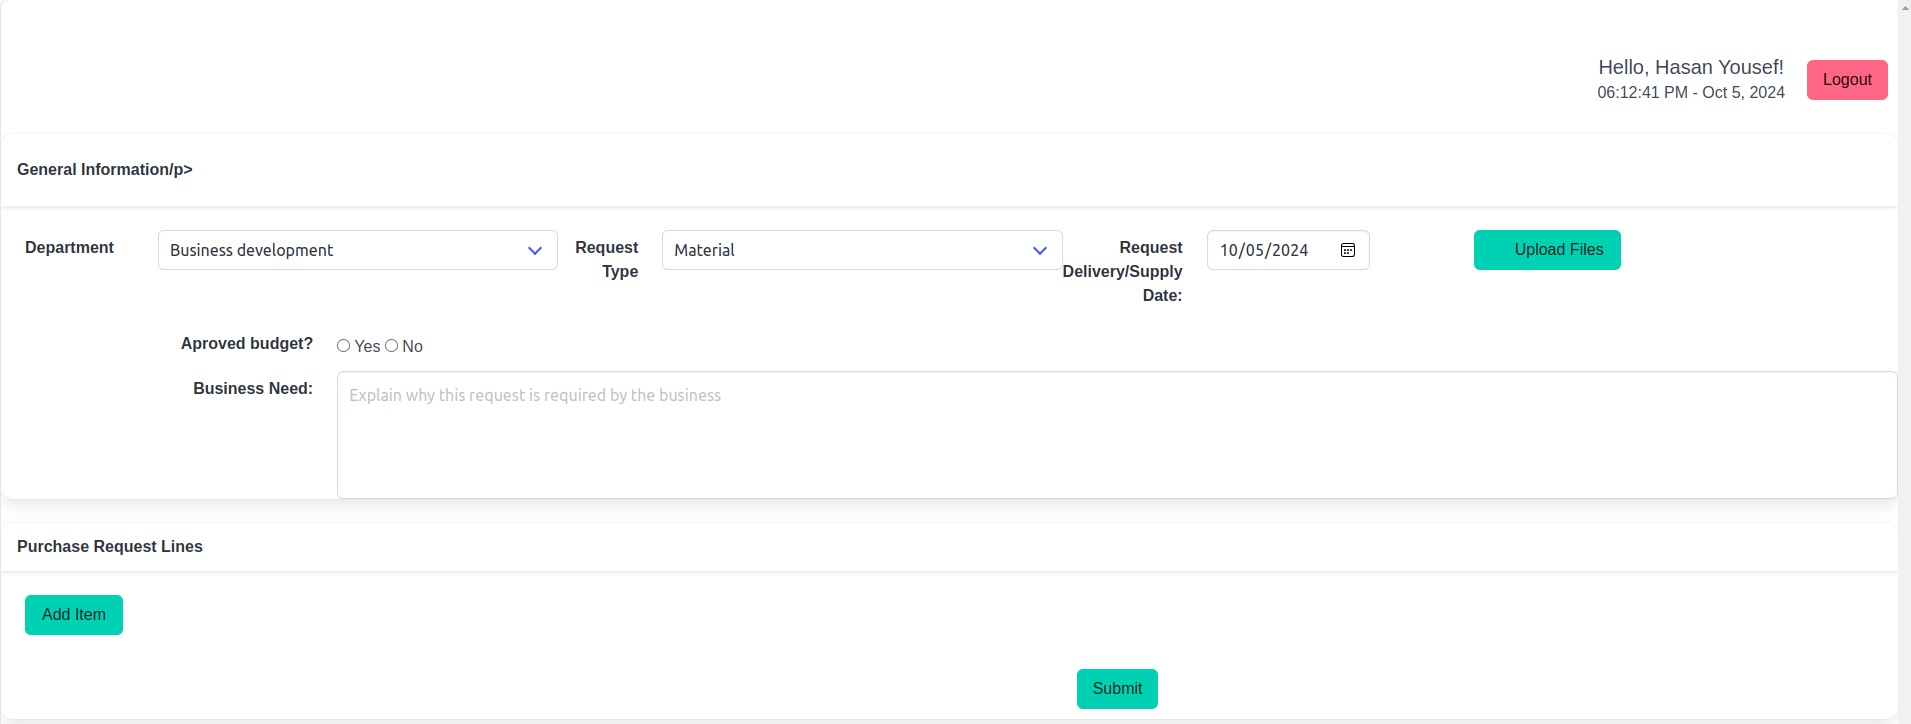 Hello, Hasan Yousef!
06:12:41 PM - Oct 5, 2024
Logout
General Information/p>
Department
Business development
Request
Type
Material
Request
Delivery/Supply
Date:
10/05/2024
Upload Files
Aproved budget?
Yes No
Business Need:
Explain why this request is required by the business
Purchase Request Lines
Add Item
Submit